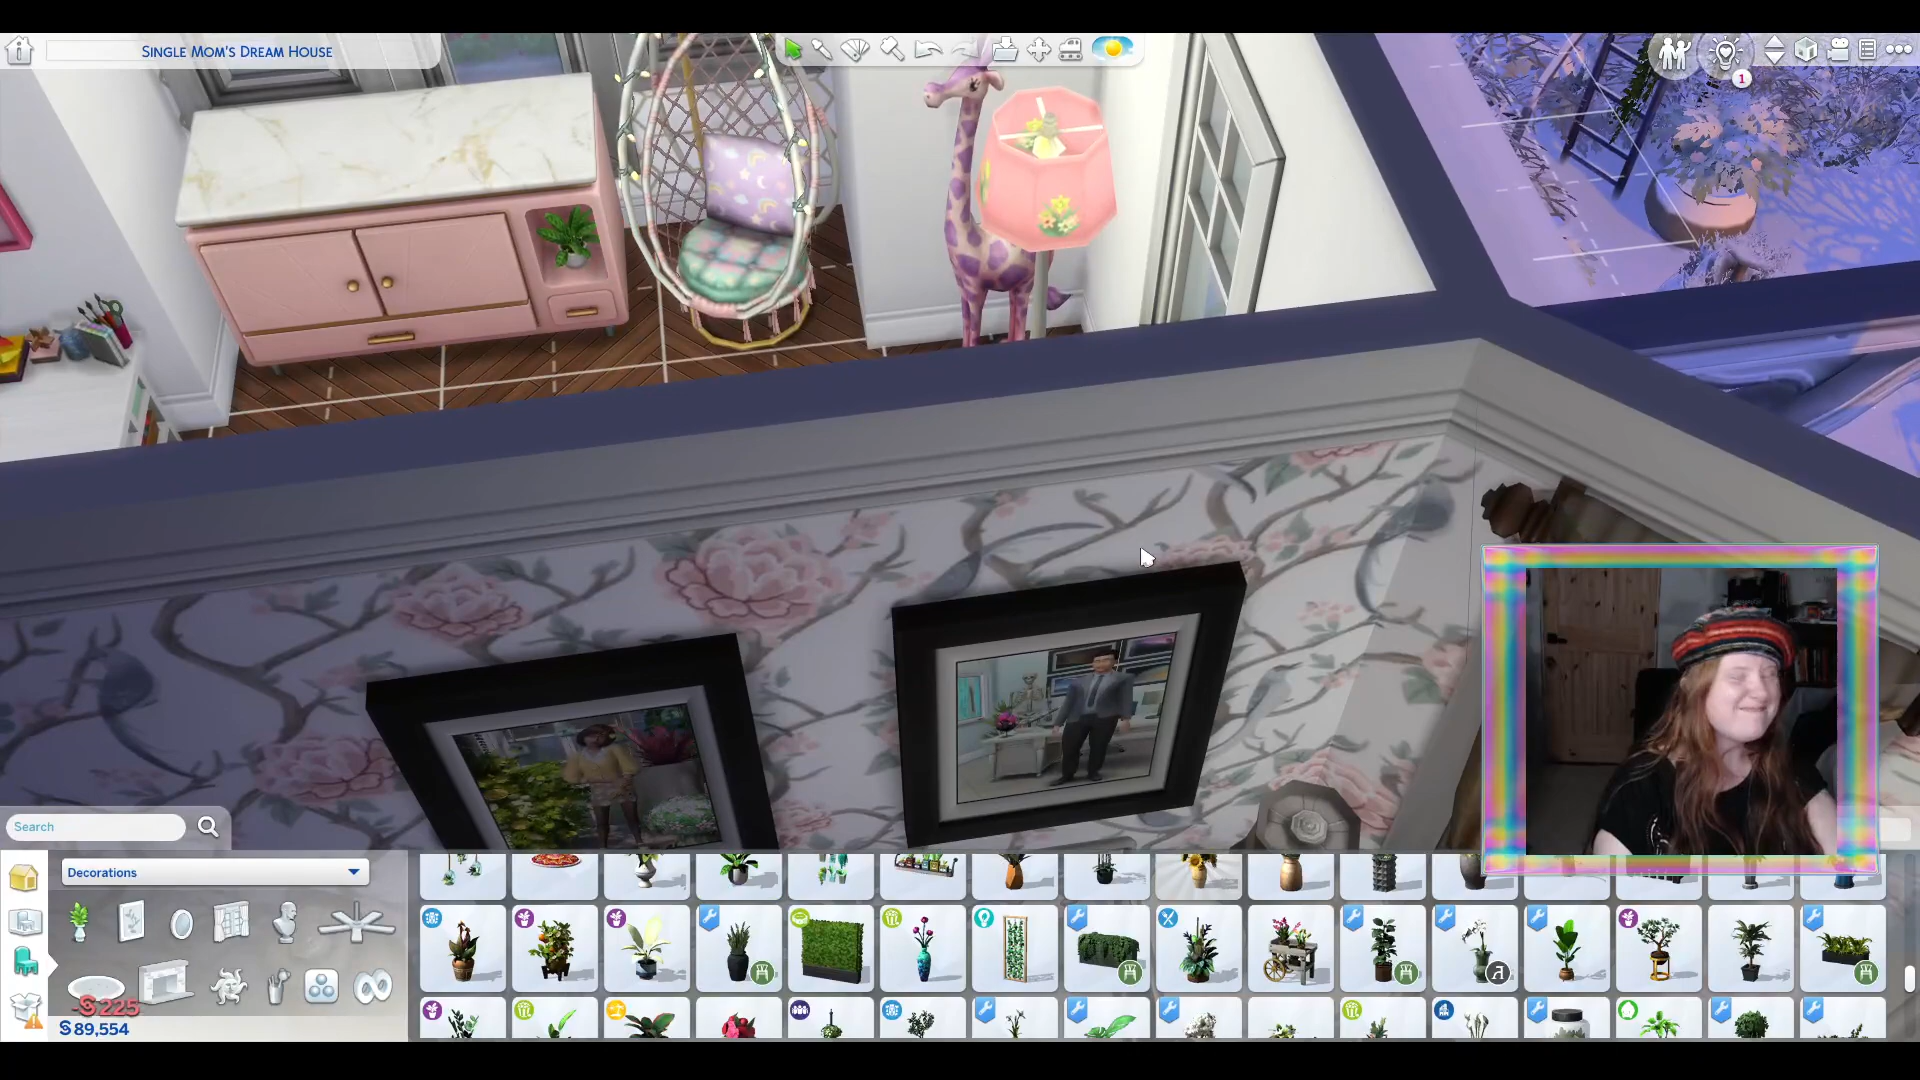 SINGLE MOM'S DREAM HOUSE
1
Search
Decorations
-§225
§89,554
a